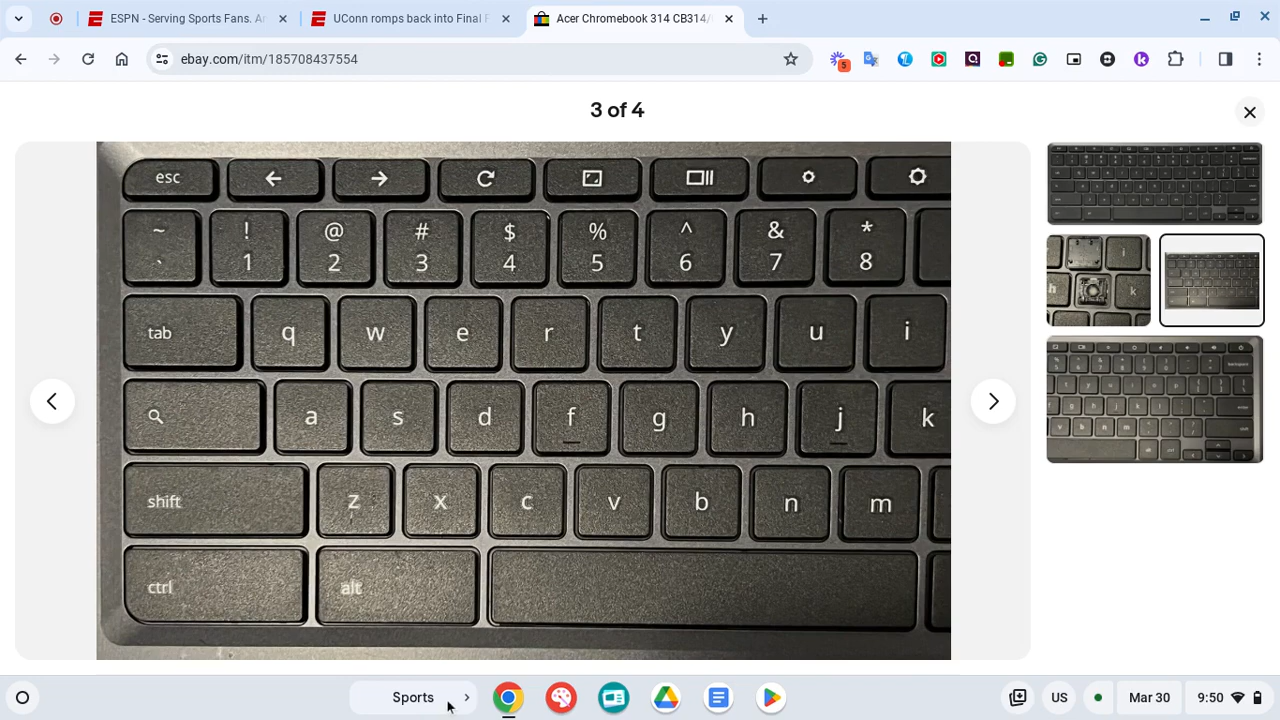 ESPN - Serving Sports Fans. Ar
UConn romps back into Final F
Acer Chromebook 314 CB314/
ebay.com/itm/185708437554
5
3 of 4
esc
~ ! @ # $ % ^ & *
` 1 2 3 4 5 6 7 8
tab q w e r t y u i
a s d f g h j k
shift z x c v b n m
ctrl alt
Sports
US
Mar 30
9:50